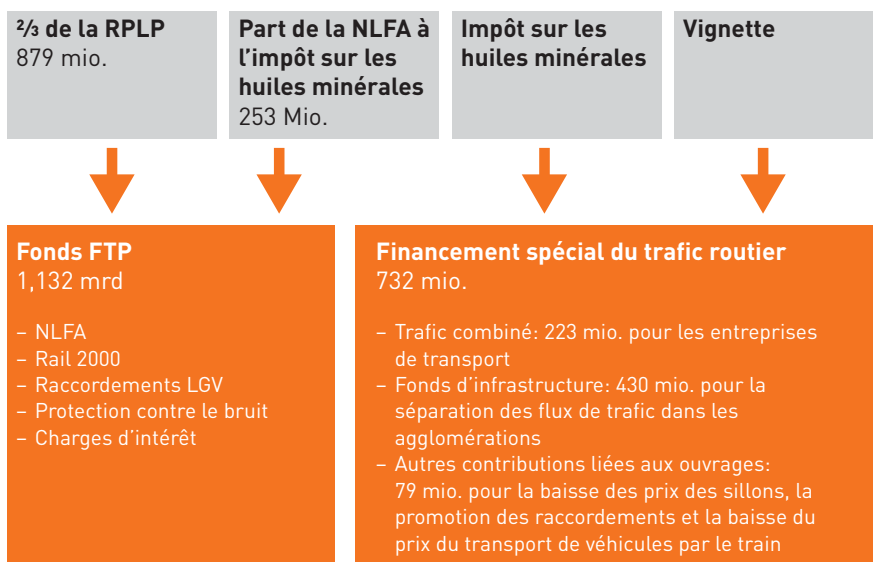 ⅔ de la RPLP
879 mio.
Part de la NLFA à
l'impôt sur les
huiles minérales
253 Mio.
Impôt sur les
huiles minérales
Vignette
Fonds FTP
1,132 mrd
– NLFA
– Rail 2000
– Raccordements LGV
– Protection contre le bruit
– Charges d'intérêt
Financement spécial du trafic routier
732 mio.
– Trafic combiné: 223 mio. pour les entreprises
de transport
– Fonds d'infrastructure: 430 mio. pour la
séparation des flux de trafic dans les
agglomérations
– Autres contributions liées aux ouvrages:
79 mio. pour la baisse des prix des sillons, la
promotion des raccordements et la baisse du
prix du transport de véhicules par le train